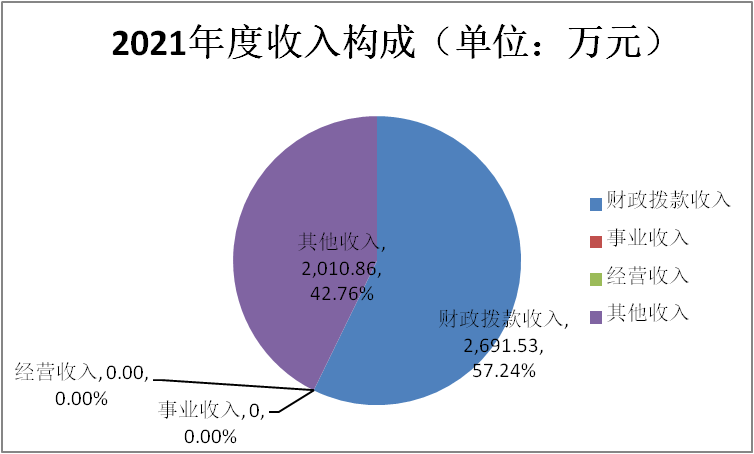 2021年度收入构成（单位：万元）
其他收入,
2,010.86,
42.76%
财政拨款收入,
2,691.53,
57.24%
经营收入,0.00,
0.00%
事业收入,0,
0.00%
财政拨款收入
事业收入
经营收入
其他收入